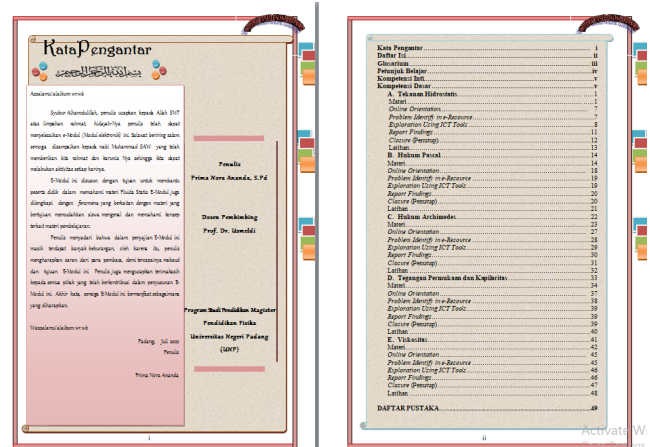 Kata Pengantar
Assalamu'alaikum wr.wb
Syukur Alhamdulillah, penulis ucapkan kepada Allah SWT
atas limpahan rahmat, hidayah-Nya penulis telah dapat
menyelesaikan e-Modul (Modul elektronik) ini. Salawat beriring salam
semoga disampaikan kepada nabi Muhammad SAW yang telah
memberikan kita rahmat dan karunia Nya sehingga kita dapat
melakukan aktivitas setiap harinya.
E-Modul ini disusun dengan tujuan untuk membantu
peserta didik dalam memahami materi Fluida Statis. E-Modul juga
dilengkapi dengan fenomena yang berkaitan dengan materi yang
bertujuan memudahkan siswa mengenal dan memahami konsep
terkait materi pembelajaran.
Penulis menyadari bahwa dalam penyajian E-Modul ini
masih terdapat banyak kekurangan, oleh karena itu, penulis
mengharapkan saran dari para pembaca, demi tercapainya maksud
dan tujuan E-Modul ini. Penulis juga mengucapkan terimakasih
kepada semua pihak yang telah berkontribusi dalam penyusunan E-
Modul ini. Akhir kata, semoga E-Modul ini bermanfaat sebagaimana
yang diharapkan.
Wassalamu'alaikum wr.wb
Padang, Juli
Penulis
Prima Nora Ananda
Penulis
Prima Nora Ananda, S.Pd
Dosen Pembimbing
Prof. Dr. Usmeldi
Program Studi Pendidikan Magister
Pendidikan Fisika
Universitas Negeri Padang
(UNP)
i
Kata Pengantar i
Daftar Isi ii
Glosarium iii
Petunjuk Belajar iv
Kompetensi Inti v
Kompetensi Dasar v
A. Tekanan Hidrostatis 1
Materi 1
Online Orientation 7
Problem Identify in e-Resource 7
Exploration Using ICT Tools 8
Report Findings 11
Closure (Penutup) 12
Latihan 13
B. Hukum Pascal 14
Materi 14
Online Orientation 18
Problem Identify in e-Resource 19
Exploration Using ICT Tools 19
Report Findings 20
Closure (Penutup) 20
Latihan 21
C. Hukum Archimedes 22
Materi 23
Online Orientation 27
Problem Identify in e-Resource 28
Exploration Using ICT Tools 29
Report Findings 30
Closure (Penutup) 31
Latihan 32
D. Tegangan Permukaan dan Kapilaritas 33
Materi 34
Online Orientation 37
Problem Identify in e-Resource 38
Exploration Using ICT Tools 39
Report Findings 39
Closure (Penutup) 39
Latihan 40
E. Viskositas 41
Materi 42
Online Orientation 45
Problem Identify in e-Resource 45
Exploration Using ICT Tools 46
Report Findings 46
Closure (Penutup) 47
Latihan 48
DAFTAR PUSTAKA 49
ii
Activate W